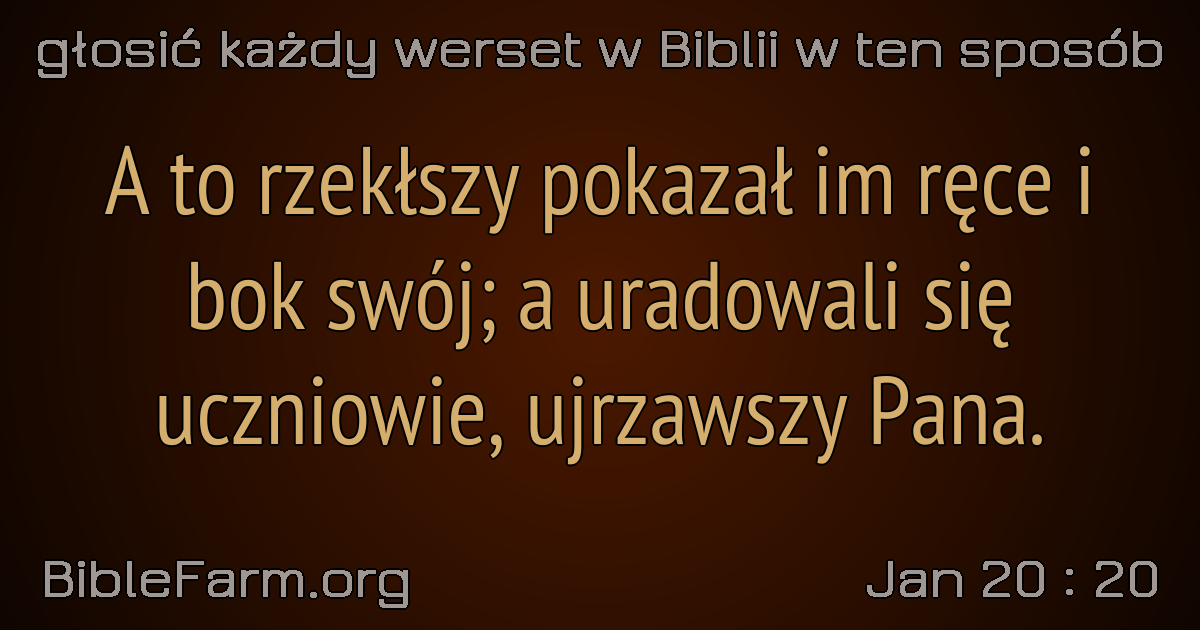 głosić każdy werset w Biblii w ten sposób
A to rzekłszy pokazał im ręce i
bok swój; a uradowali się
uczniowie, ujrzawszy Pana.
BibleFarm.org
Jan 20 : 20